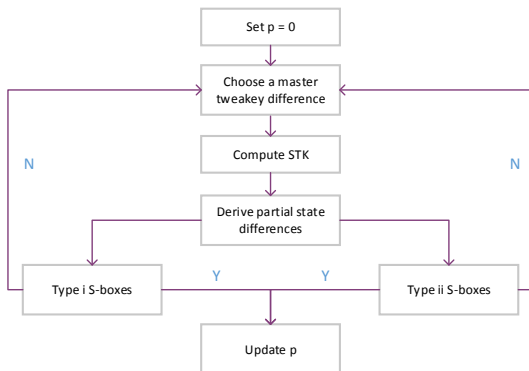 Set p = 0
Choose a master
tweakey difference
N
N
Compute STK
Derive partial state
differences
Y
Y
Type i S-boxes
Type ii S-boxes
Update p